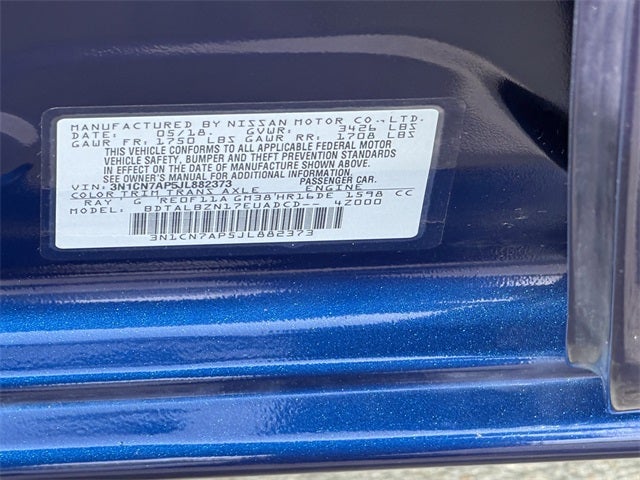 MANUFACTURED BY NISSAN MOTOR CO.,LTD.
DATE: 05/18. GVWR: 3426 LBS
GAWR FR: 1750 LBS GAWR RR: 1708 LBS
THIS VEHICLE CONFORMS TO ALL APPLICABLE FEDERAL MOTOR
VEHICLE SAFETY, BUMPER AND THEFT PREVENTION STANDARDS
IN EFFECT ON THE DATE OF MANUFACTURE SHOWN ABOVE.
SEE OWNER'S MANUAL FOR ADDITIONAL INFORMATION.
VIN: 3N1CN7AP5JL882373 PASSENGER CAR.
COLOR TRIM TRANS AXLE ENGINE
RAY G RE0F11A GM38 HR16DE 1598 CC
MODEL: BDTALBZN17EUADCD-- 4Z000
3N1CN7AP5JL882373